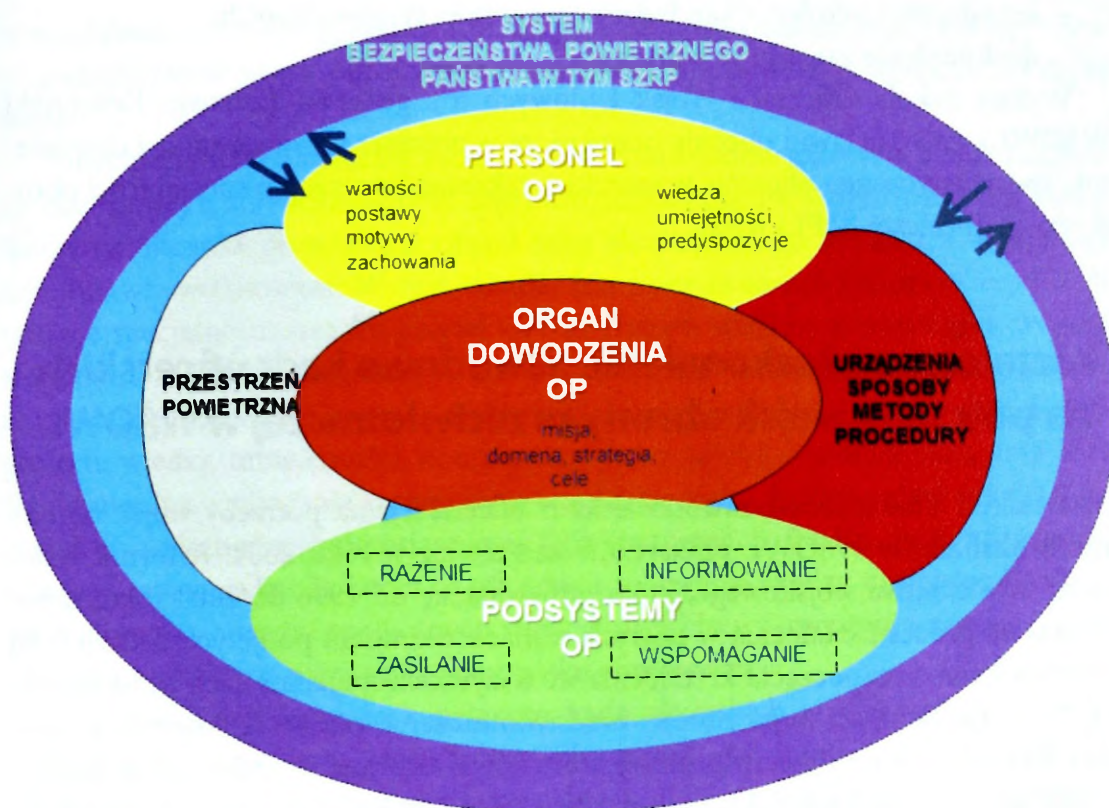 SYSTEM
BEZPIECZEŃSTWA POWIETRZNEGO
PAŃSTWA W TYM SZRP
PERSONEL
OP
wartości
postawy
motywy
zachowania
wiedza,
umiejętności,
predyspozycje
ORGAN
DOWODZENIA
OP
misja,
domena, strategia,
cele
PRZESTRZEŃ
POWIETRZNA
URZĄDZENIA
SPOSOBY
METODY
PROCEDURY
RAŻENIE
INFORMOWANIE
PODSYSTEMY
OP
ZASILANIE
WSPOMAGANIE